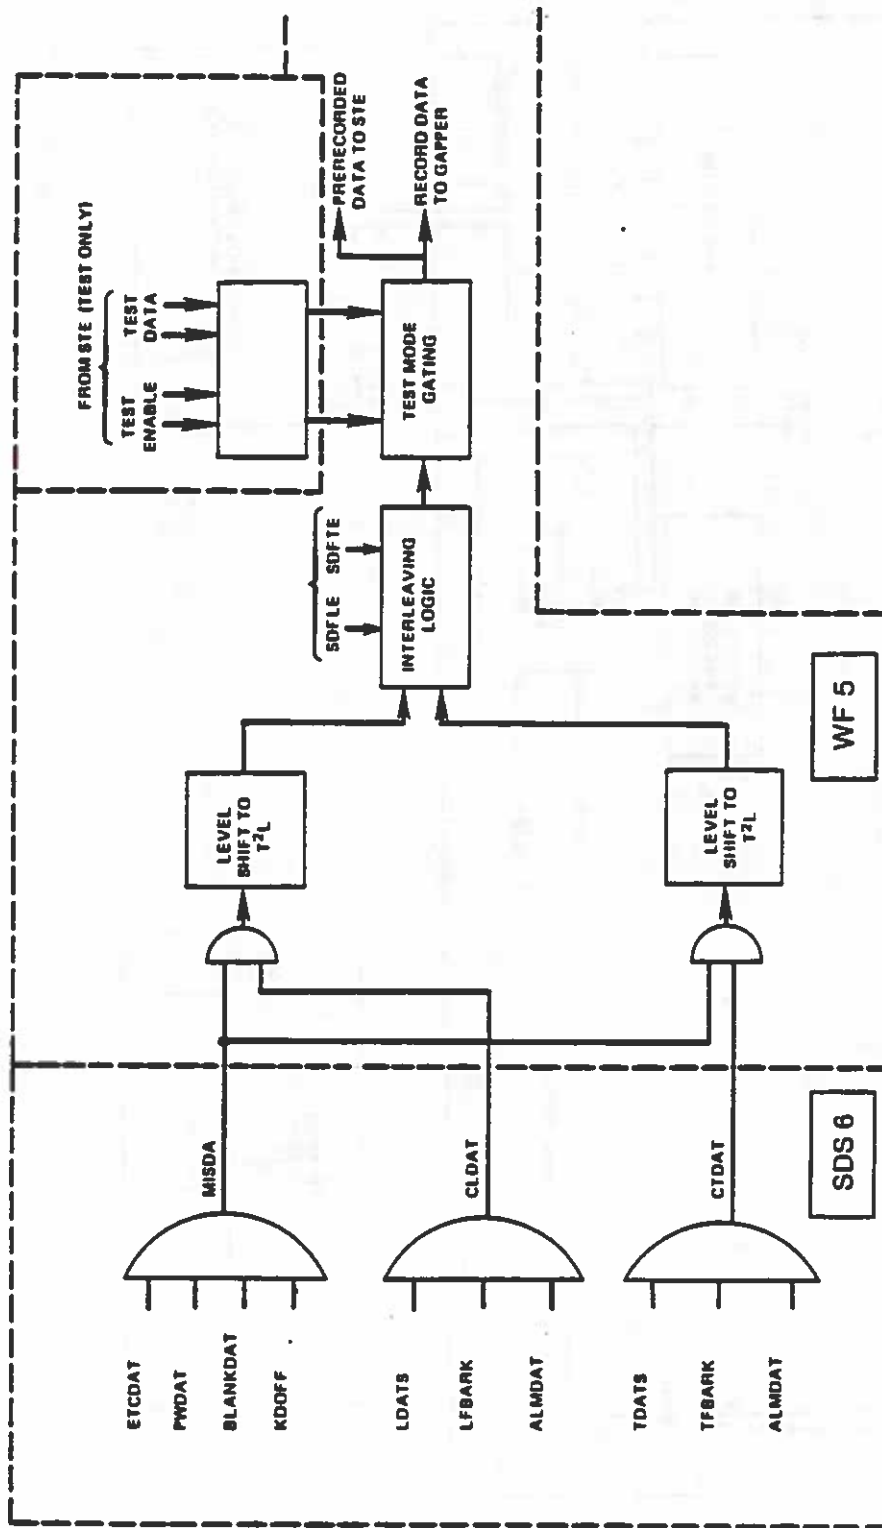 ETCDAT
PWDAT
BLANKDAT
KDOFF
LDATS
LFBARK
ALMDAT
TDATS
TFBARK
ALMDAT
MISDA
CLDAT
CTDAT
SDS 6
LEVEL
SHIFT TO
T²L
LEVEL
SHIFT TO
T²L
WF 5
SDFLE SDFTE
INTERLEAVING
LOGIC
FROM STE (TEST ONLY)
TEST
ENABLE
TEST
DATA
TEST MODE
GATING
PRERECORDED
DATA TO STE
RECORD DATA
TO GAPPER